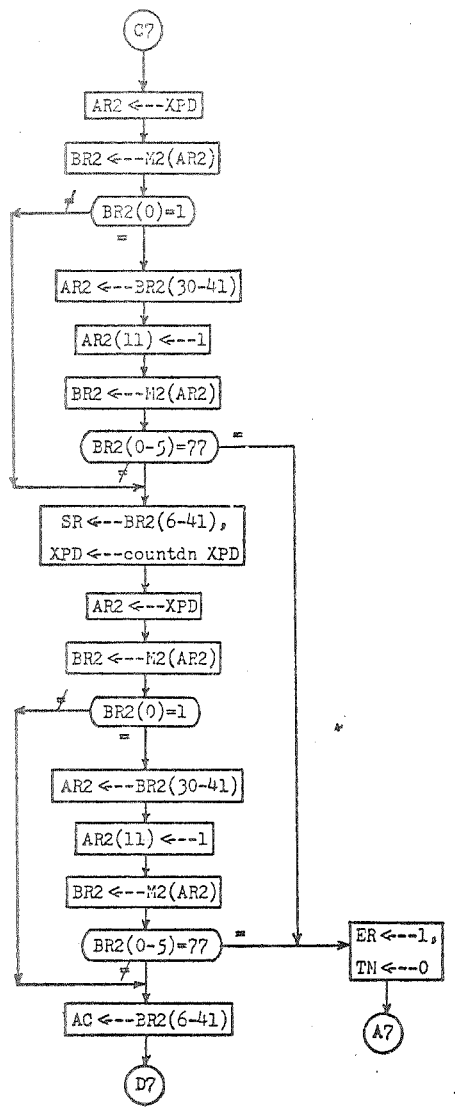 C7
AR2 <---XPD
BR2 <---M2(AR2)
≠
BR2(0)=1
=
AR2 <---BR2(30-41)
AR2(11) <---1
BR2 <---M2(AR2)
BR2(0-5)=77
=
≠
SR <---BR2(6-41),
XPD <---countdn XPD
AR2 <---XPD
BR2 <---M2(AR2)
≠
BR2(0)=1
=
AR2 <---BR2(30-41)
AR2(11) <---1
BR2 <---M2(AR2)
BR2(0-5)=77
=
≠
ER <---1,
TN <---0
AC <---BR2(6-41)
A7
D7